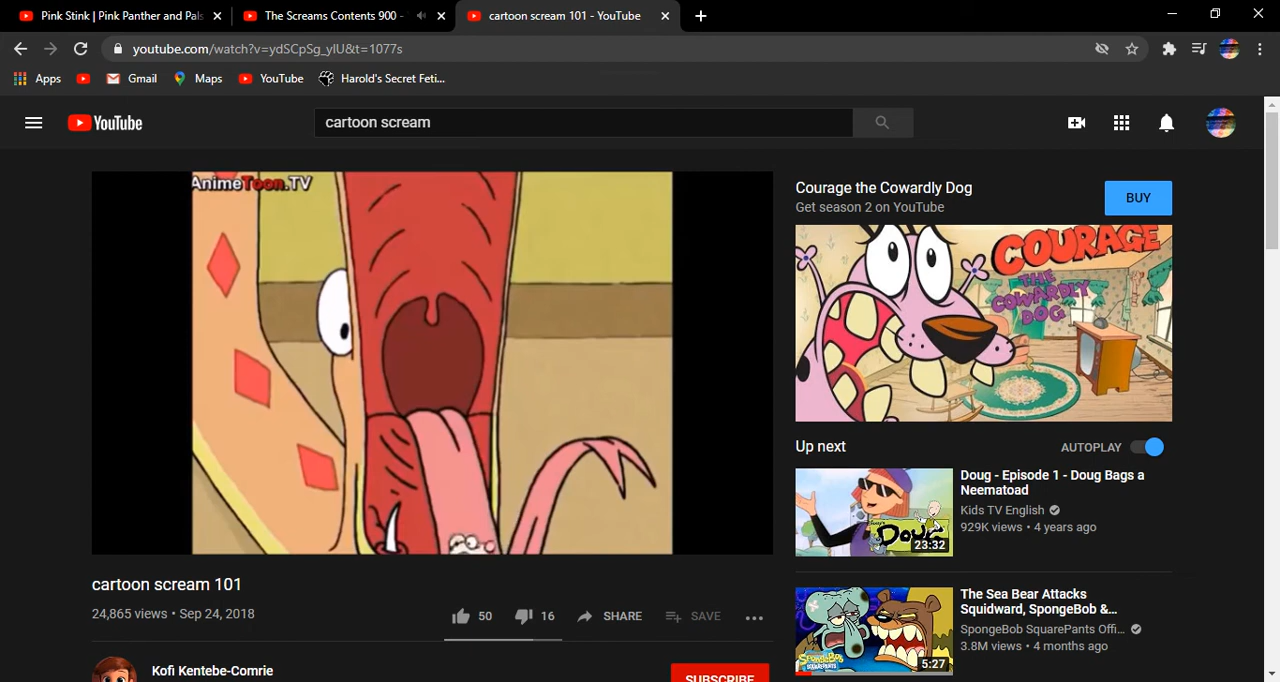 Pink Stink | Pink Panther and Pals
The Screams Contents 900 -
cartoon scream 101 - YouTube
youtube.com/watch?v=ydSCpSg_yIU&t=1077s
Apps
Gmail
Maps
YouTube
Harold's Secret Feti...
YouTube
cartoon scream
AnimeToon.TV
Courage the Cowardly Dog
Get season 2 on YouTube
BUY
COURAGE
THE
COWARDLY
DOG
Up next
AUTOPLAY
Doug - Episode 1 - Doug Bags a
Neematoad
Kids TV English
929K views • 4 years ago
DOUG
23:32
cartoon scream 101
24,865 views • Sep 24, 2018
50
16
SHARE
SAVE
The Sea Bear Attacks
Squidward, SpongeBob &...
SpongeBob SquarePants Offi...
3.8M views • 4 months ago
SPONGEBOB
5:27
Kofi Kentebe-Comrie
SUBSCRIBE